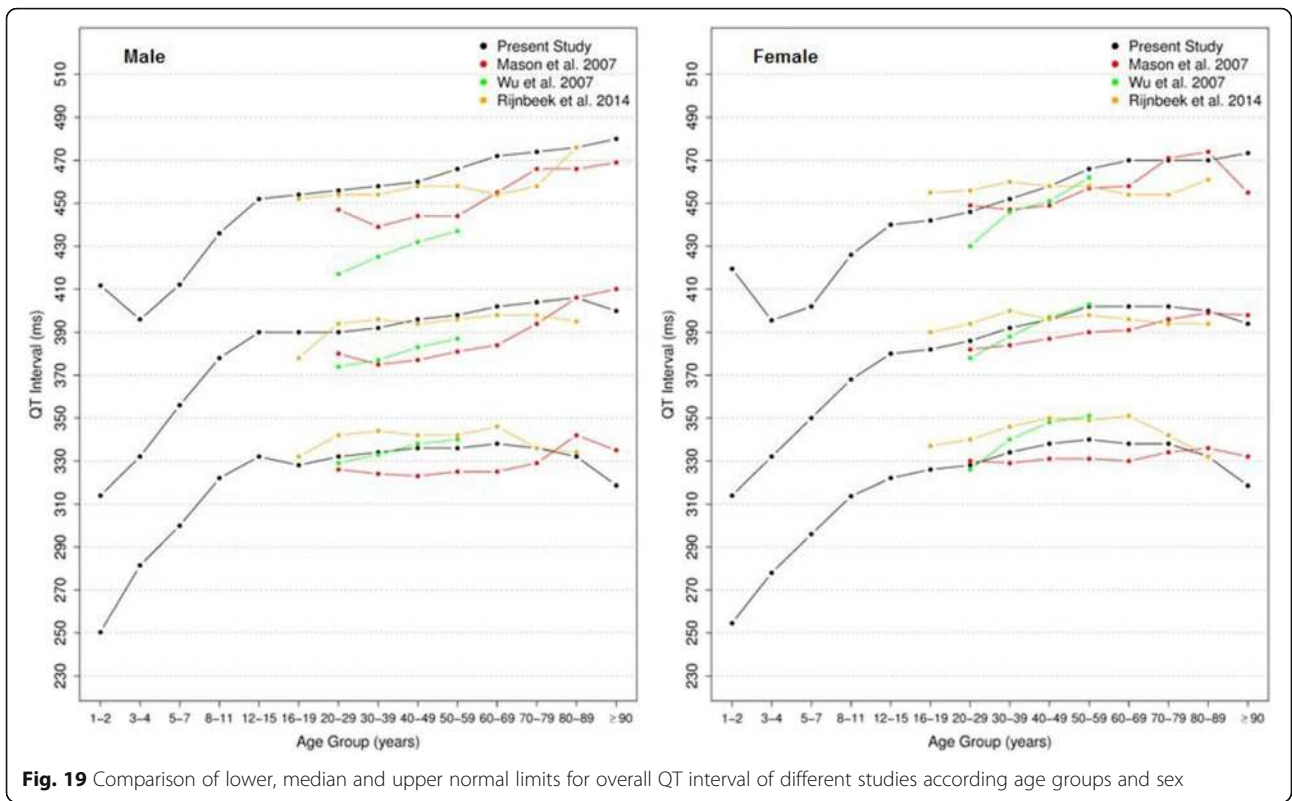 Male
Present Study
Mason et al. 2007
Wu et al. 2007
Rijnbeek et al. 2014
510
490
470
450
430
410
390
370
350
330
310
290
270
250
230
QT Interval (ms)
1–2 3–4 5–7 8–11 12–15 16–19 20–29 30–39 40–49 50–59 60–69 70–79 80–89 ≥90
Age Group (years)
Female
Present Study
Mason et al. 2007
Wu et al. 2007
Rijnbeek et al. 2014
510
490
470
450
430
410
390
370
350
330
310
290
270
250
230
QT Interval (ms)
1–2 3–4 5–7 8–11 12–15 16–19 20–29 30–39 40–49 50–59 60–69 70–79 80–89 ≥90
Age Group (years)
Fig. 19 Comparison of lower, median and upper normal limits for overall QT interval of different studies according age groups and sex